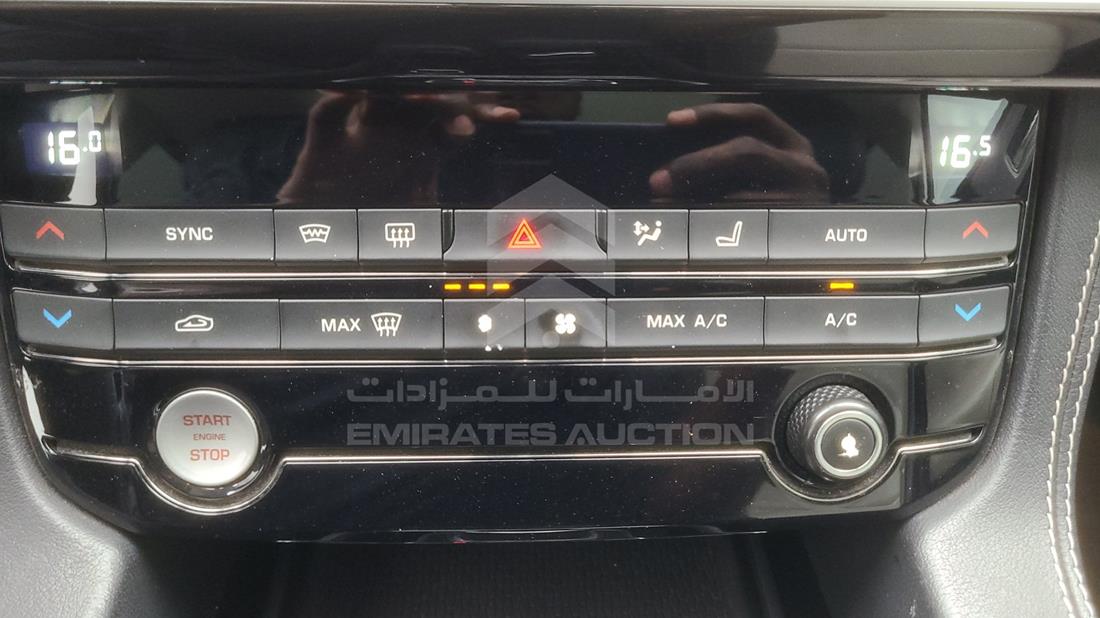 16.0
16.5
SYNC
AUTO
MAX
MAX A/C
A/C
الامارات للمزادات
EMIRATES AUCTION
START
ENGINE
STOP